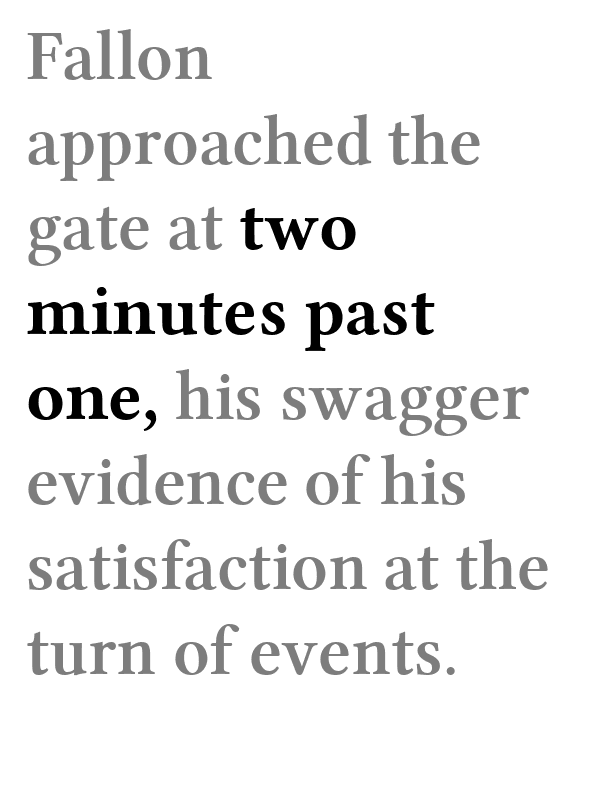 Fallon
approached the
gate at two
minutes past
one, his swagger
evidence of his
satisfaction at the
turn of events.